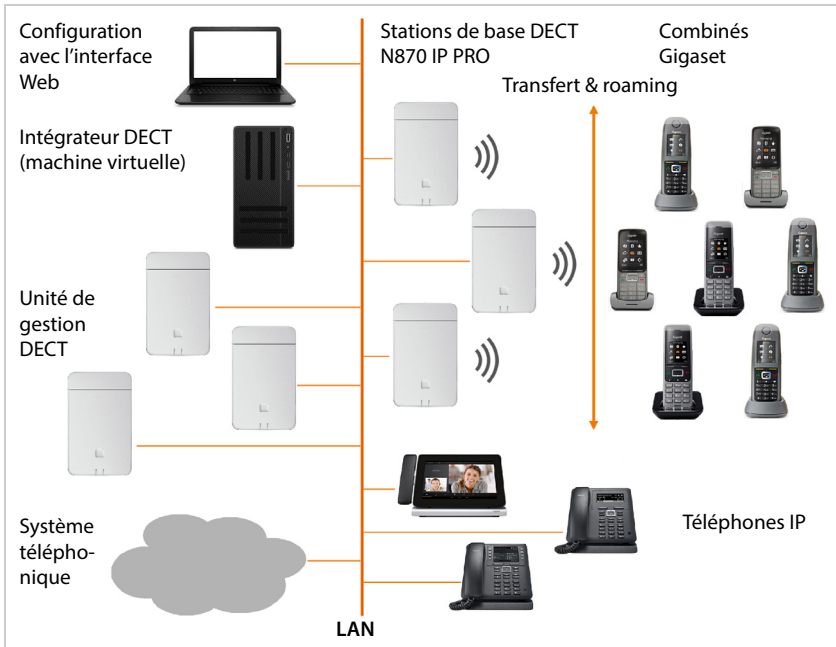 Configuration
avec l’interface
Web
Stations de base DECT
N870 IP PRO
Combinés
Gigaset
Transfert & roaming
Intégrateur DECT
(machine virtuelle)
Unité de
gestion
DECT
Système
télépho-
nique
Téléphones IP
LAN